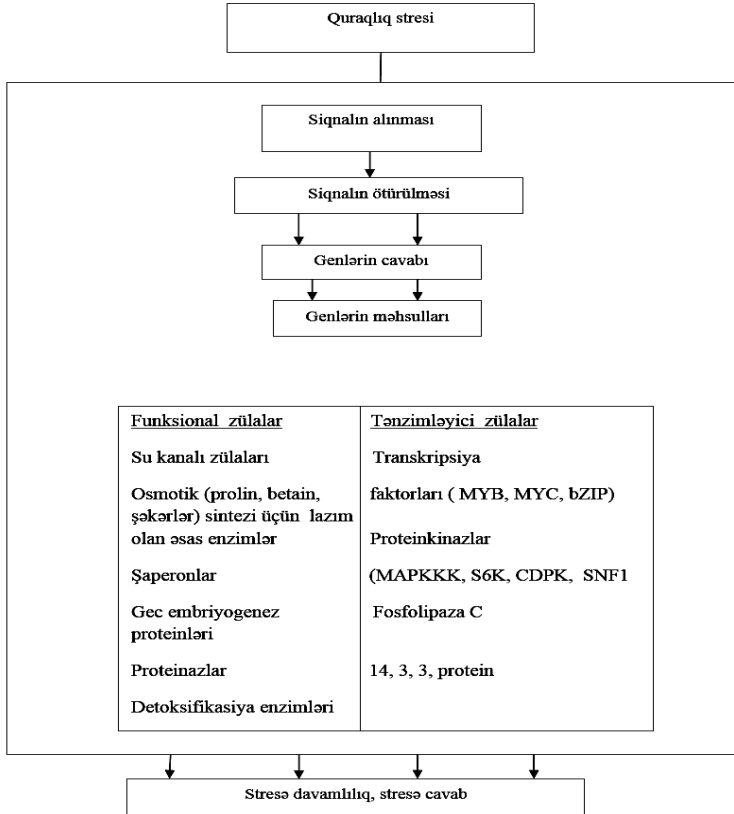 Quraqlıq stresi
Siqnalın alınması
Siqnalın ötürülməsi
Genlərin cavabı
Genlərin məhsulları
Funksional zülalar
Su kanalı zülaları
Osmotik (prolin, betain,
şəkərlər) sintezi üçün lazım
olan əsas enzimlər
Şaperonlar
Gec embriyogenez
proteinləri
Proteinazlar
Detoksifikasiya enzimləri
Tənzimləyici zülalar
Transkripsiya
faktorları ( MYB, MYC, bZIP)
Proteinkinazlar
(MAPKKK, S6K, CDPK, SNF1
Fosfolipaza C
14, 3, 3, protein
Stresə davamlılıq, stresə cavab